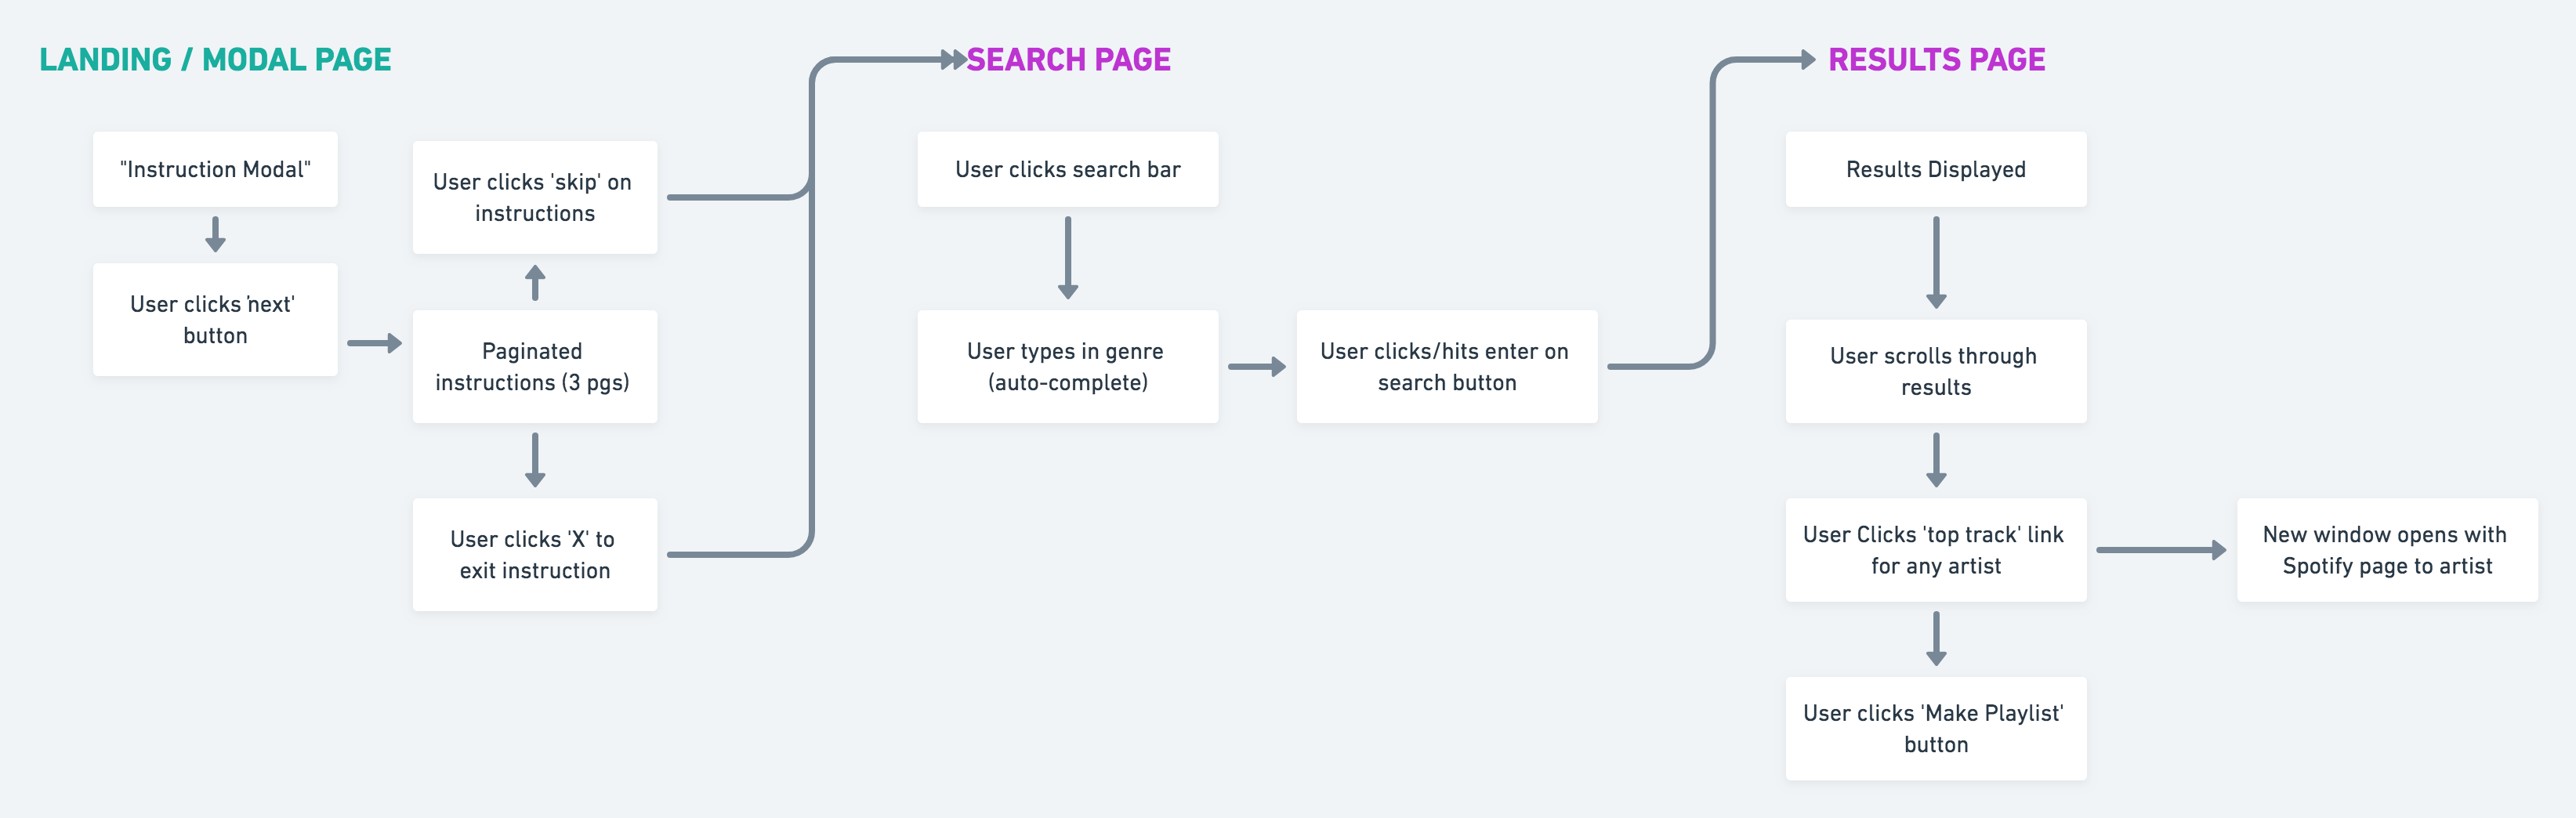 LANDING / MODAL PAGE
"Instruction Modal"
User clicks 'next'
button
User clicks 'skip' on
instructions
Paginated
instructions (3 pgs)
User clicks 'X' to
exit instruction
SEARCH PAGE
User clicks search bar
User types in genre
(auto-complete)
User clicks/hits enter on
search button
RESULTS PAGE
Results Displayed
User scrolls through
results
User Clicks 'top track' link
for any artist
New window opens with
Spotify page to artist
User clicks 'Make Playlist'
button